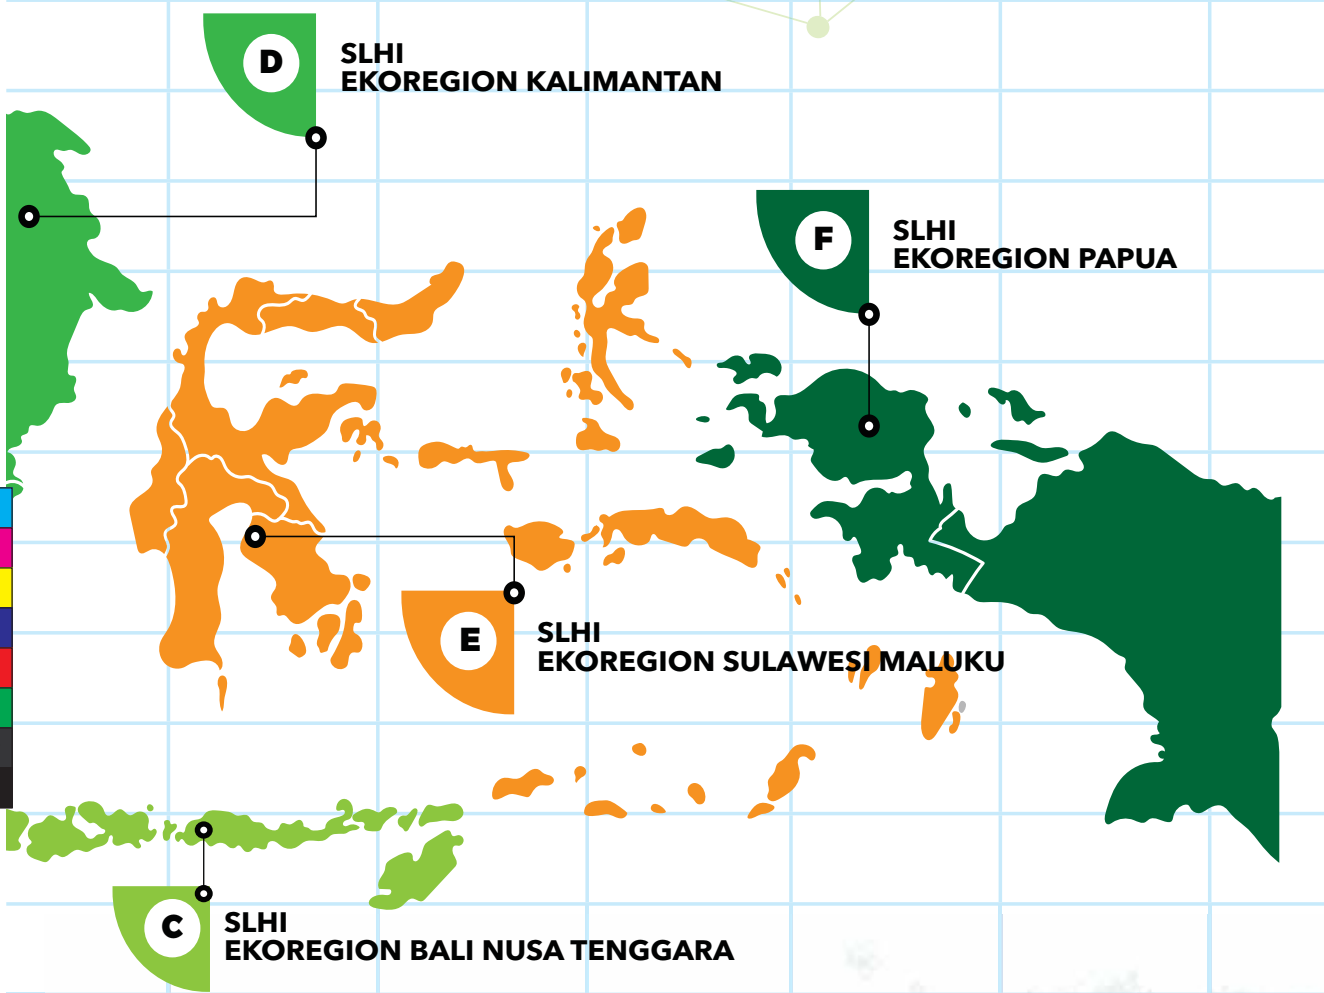 D
SLHI
EKOREGION KALIMANTAN
F
SLHI
EKOREGION PAPUA
E
SLHI
EKOREGION SULAWESI MALUKU
C
SLHI
EKOREGION BALI NUSA TENGGARA